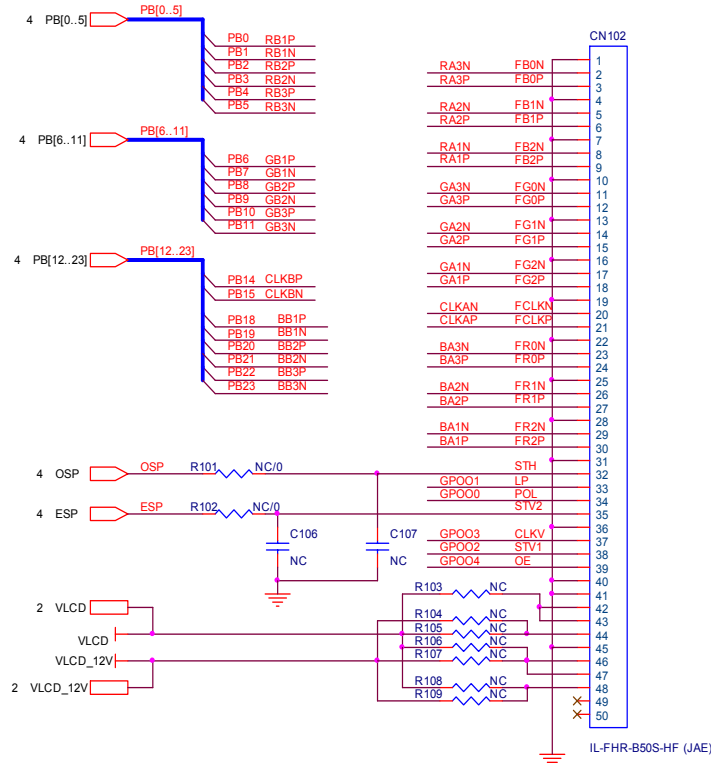 4 PB[0..5] PB[0..5]
PB0 RB1P
PB1 RB1N
PB2 RB2P
PB3 RB2N
PB4 RB3P
PB5 RB3N
4 PB[6..11] PB[6..11]
PB6 GB1P
PB7 GB1N
PB8 GB2P
PB9 GB2N
PB10 GB3P
PB11 GB3N
4 PB[12..23] PB[12..23]
PB14 CLKBP
PB15 CLKBN
PB18 BB1P
PB19 BB1N
PB20 BB2P
PB21 BB2N
PB22 BB3P
PB23 BB3N
4 OSP OSP R101 NC/0
4 ESP ESP R102 NC/0
C106 NC
C107 NC
2 VLCD
VLCD
VLCD_12V
2 VLCD_12V
R103 NC
R104 NC
R105 NC
R106 NC
R107 NC
R108 NC
R109 NC
CN102
1
RA3N FB0N 2
RA3P FB0P 3
4
RA2N FB1N 5
RA2P FB1P 6
7
RA1N FB2N 8
RA1P FB2P 9
10
GA3N FG0N 11
GA3P FG0P 12
13
GA2N FG1N 14
GA2P FG1P 15
16
GA1N FG2N 17
GA1P FG2P 18
19
CLKAN FCLKN 20
CLKAP FCLKP 21
22
BA3N FR0N 23
BA3P FR0P 24
25
BA2N FR1N 26
BA2P FR1P 27
28
BA1N FR2N 29
BA1P FR2P 30
31
STH 32
GPOO1 LP 33
GPOO0 POL 34
STV2 35
36
GPOO3 CLKV 37
GPOO2 STV1 38
GPOO4 OE 39
40
41
42
43
44
45
46
47
48
49
50
IL-FHR-B50S-HF (JAE)